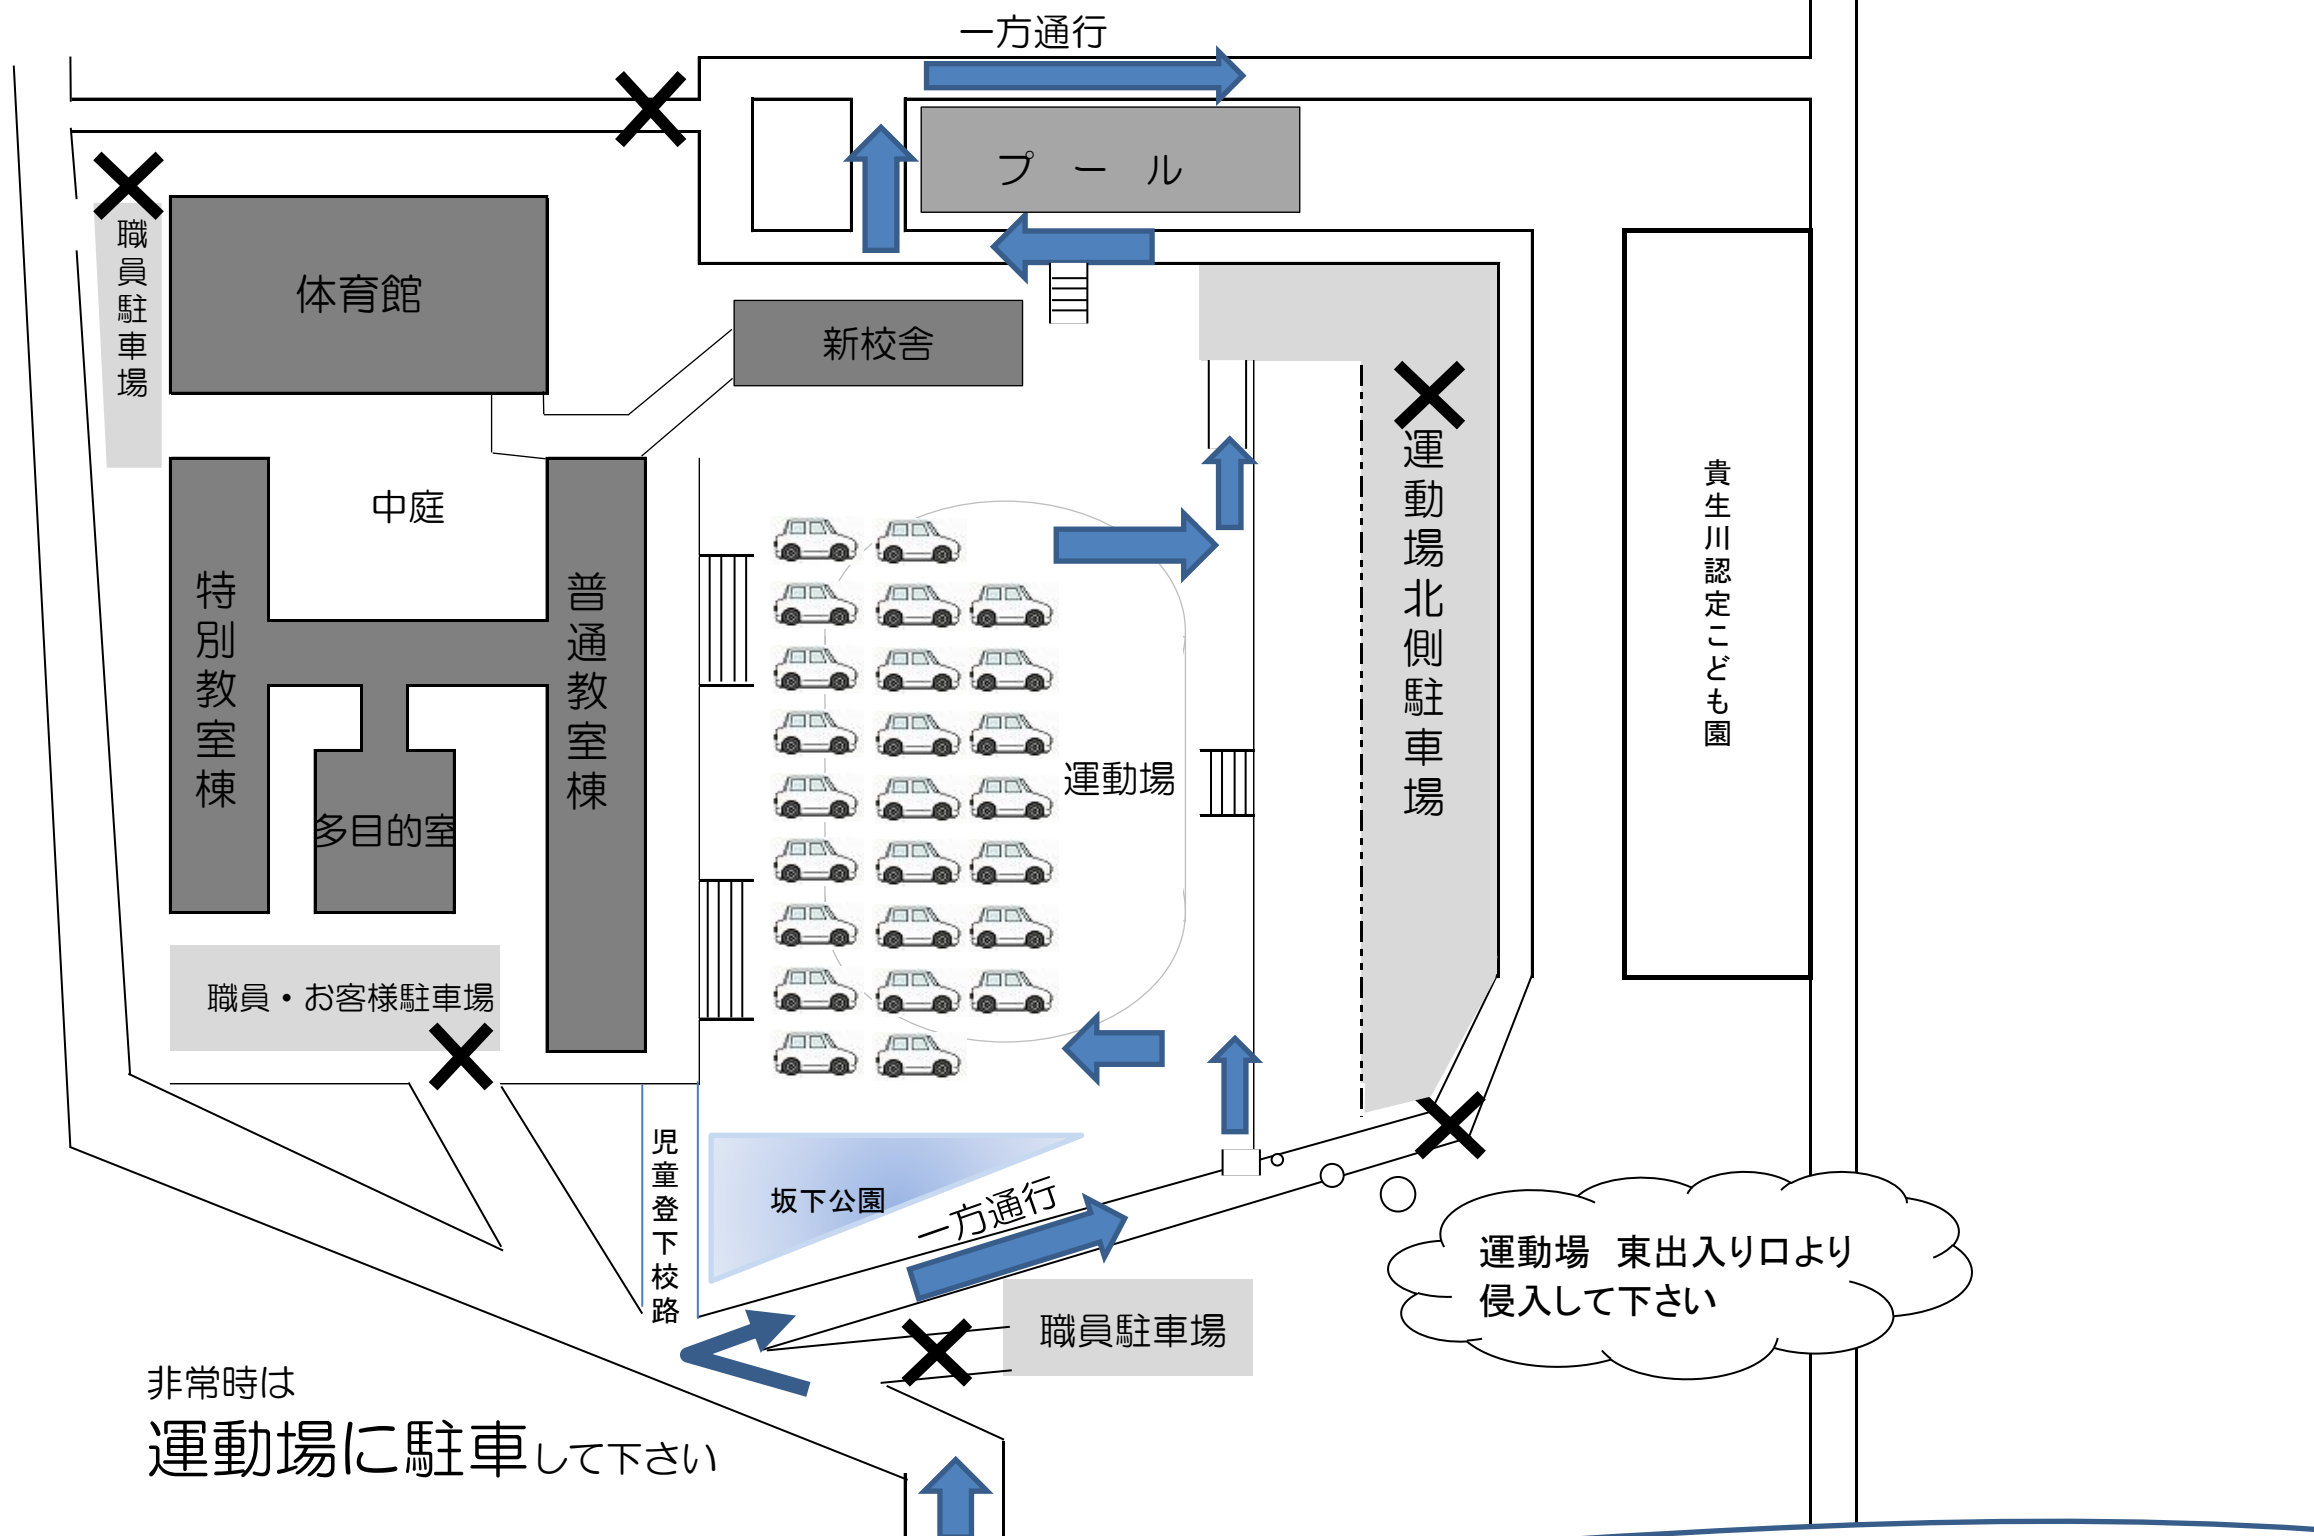 一方通行
プール
職員駐車場
体育館
新校舎
中庭
運動場北側駐車場
貴生川認定こども園
特別教室棟
普通教室棟
運動場
多目的室
職員・お客様駐車場
児童登下校路
坂下公園
一方通行
運動場　東出入り口より
侵入して下さい
職員駐車場
非常時は
運動場に駐車して下さい